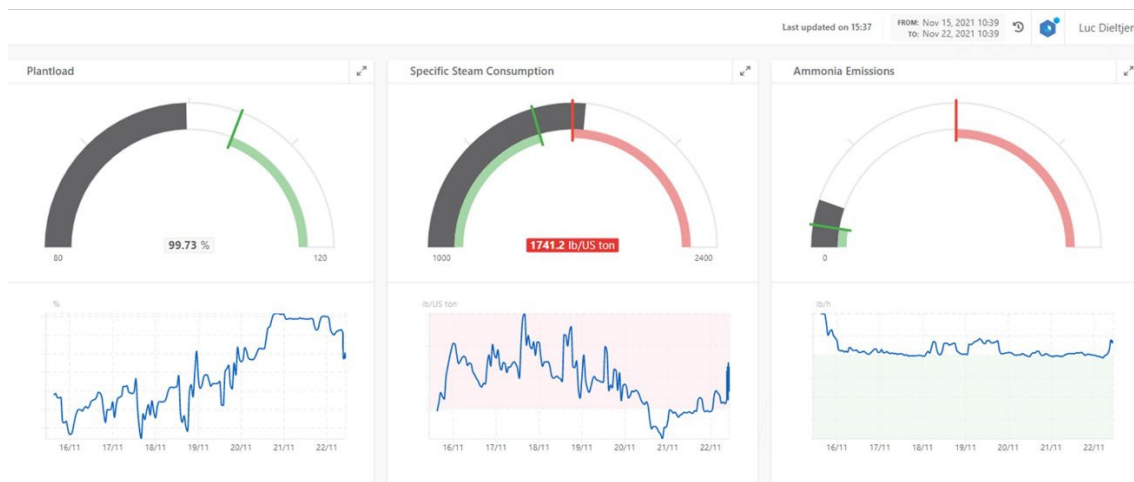 Last updated on 15:37
FROM: Nov 15, 2021 10:39
TO: Nov 22, 2021 10:39
Luc Dieltjen
Plantload
99.73 %
80
120
%
16/11 17/11 18/11 19/11 20/11 21/11 22/11
Specific Steam Consumption
1741.2 lb/US ton
1000
2400
lb/US ton
16/11 17/11 18/11 19/11 20/11 21/11 22/11
Ammonia Emissions
0
lb/h
16/11 17/11 18/11 19/11 20/11 21/11 22/11